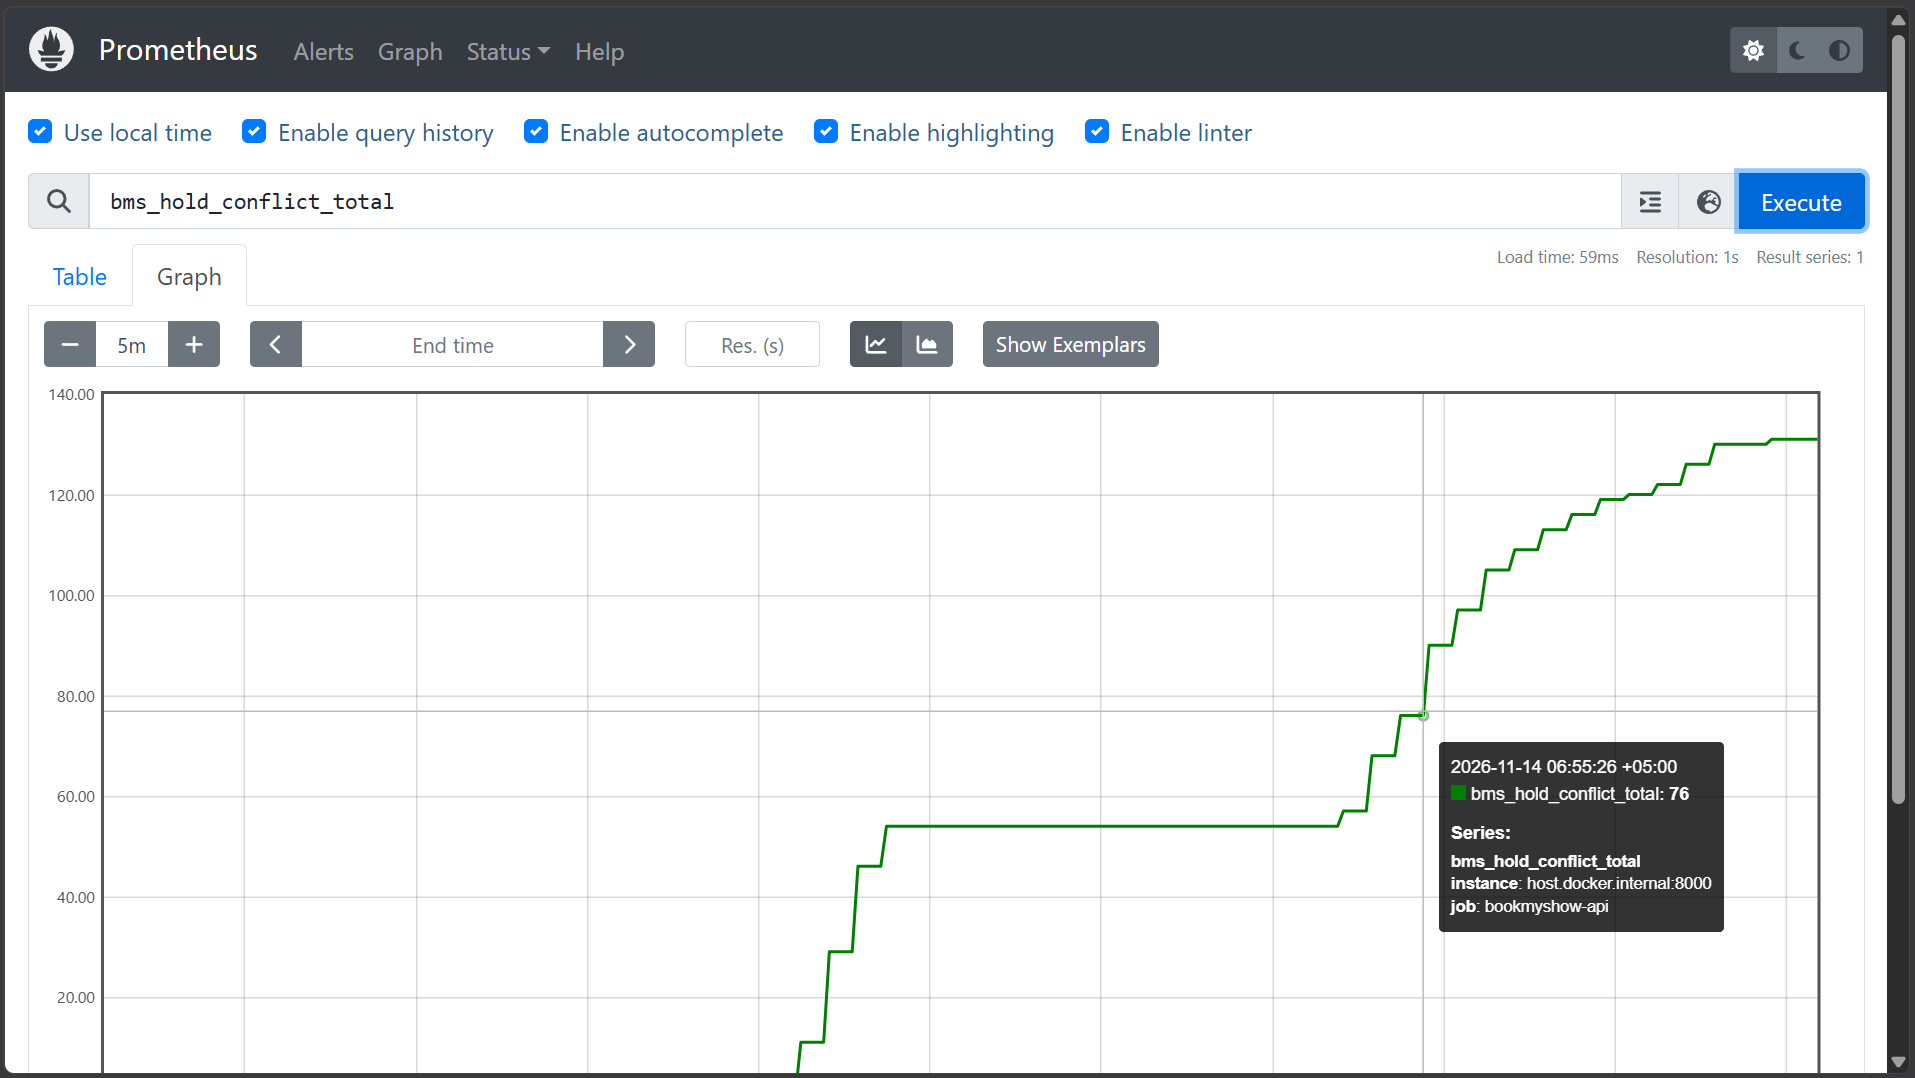 Prometheus Alerts Graph Status Help
Use local time Enable query history Enable autocomplete Enable highlighting Enable linter
bms_hold_conflict_total Execute
Load time: 59ms Resolution: 1s Result series: 1
Table Graph
5m End time Res. (s) Show Exemplars
140.00
120.00
100.00
80.00
60.00
40.00
20.00
2026-11-14 06:55:26 +05:00
bms_hold_conflict_total: 76
Series:
bms_hold_conflict_total
instance: host.docker.internal:8000
job: bookmyshow-api